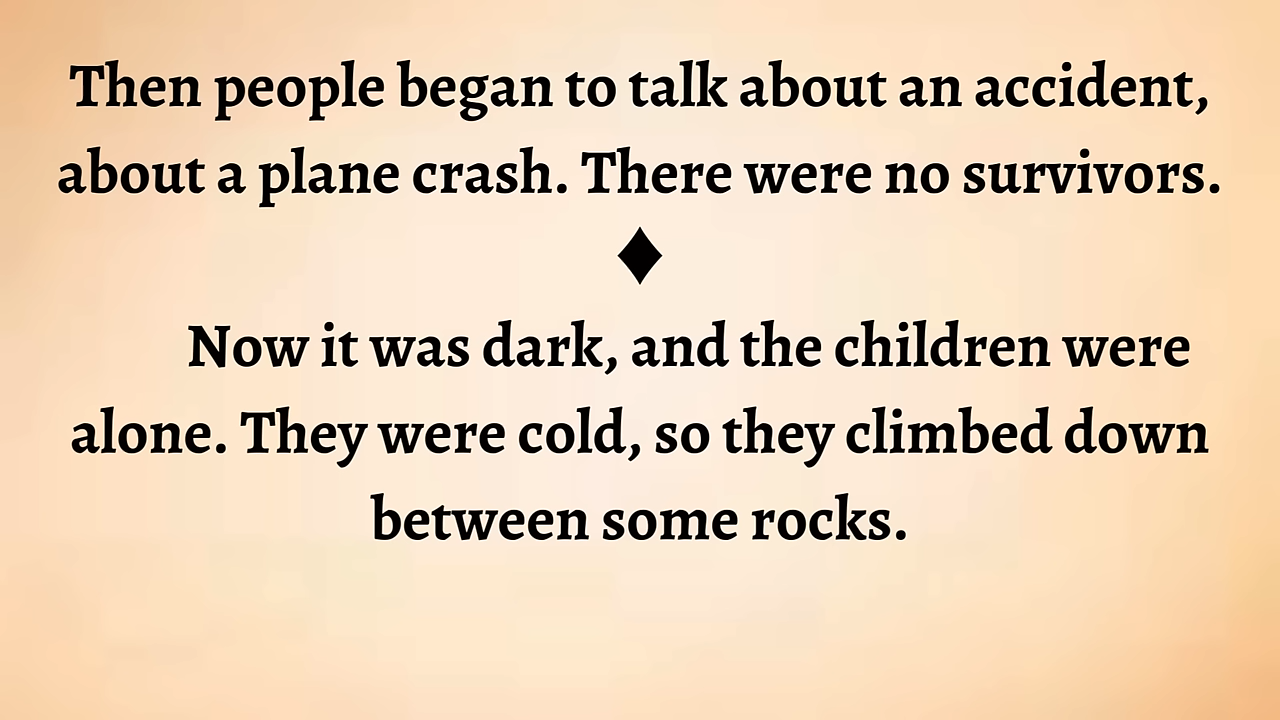 Then people began to talk about an accident,
about a plane crash. There were no survivors.
♦
Now it was dark, and the children were
alone. They were cold, so they climbed down
between some rocks.